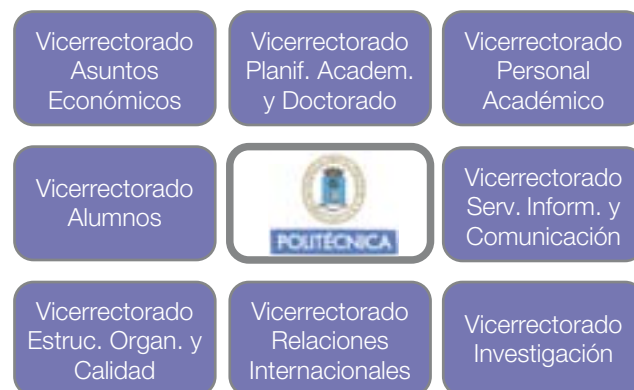 Vicerrectorado
Asuntos
Económicos
Vicerrectorado
Planif. Academ.
y Doctorado
Vicerrectorado
Personal
Académico
Vicerrectorado
Alumnos
POLITÉCNICA
Vicerrectorado
Serv. Inform. y
Comunicación
Vicerrectorado
Estruc. Organ. y
Calidad
Vicerrectorado
Relaciones
Internacionales
Vicerrectorado
Investigación